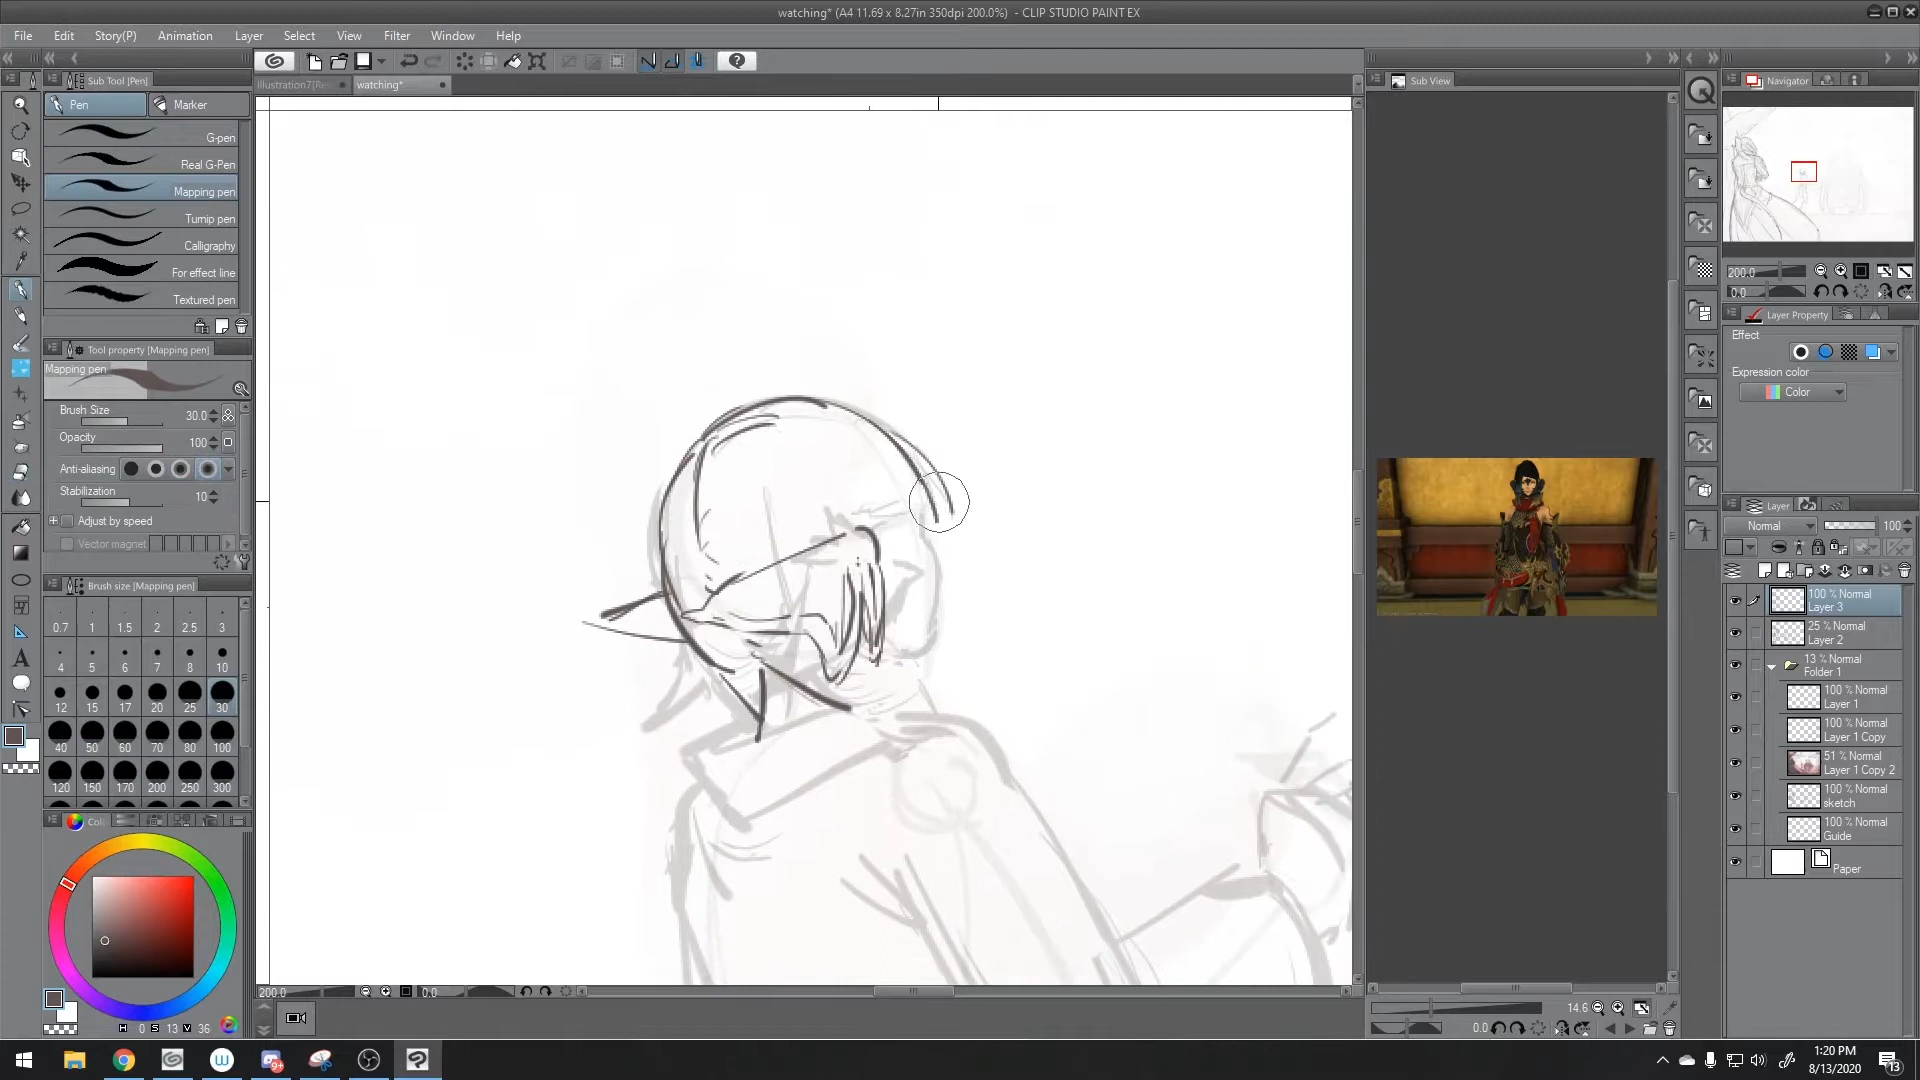 watching* (A4 11.69 x 8.27in 350dpi 200.0%) - CLIP STUDIO PAINT EX
File Edit Story(P) Animation Layer Select View Filter Window Help
Sub Tool [Pen]
Illustration7[Re
watching*
Sub View
Navigator
Pen
Marker
G-pen
Real G-Pen
Mapping pen
Turnip pen
Calligraphy
For effect line
Textured pen
Tool property [Mapping pen]
Mapping pen
Brush Size 30.0
Opacity 100
Anti-aliasing
Stabilization 10
Adjust by speed
Vector magnet
Brush size [Mapping pen]
0.7 1 1.5 2 2.5 3
4 5 6 7 8 10
12 15 17 20 25 30
40 50 60 70 80 100
120 150 170 200 250 300
Col
H 0 S 13 V 36
200.0 0.0
14.6
0.0
200.0
0.0
Layer Property
Effect
Expression color
Color
Layer
Normal 100
100 % Normal
Layer 3
25 % Normal
Layer 2
13 % Normal
Folder 1
100 % Normal
Layer 1
100 % Normal
Layer 1 Copy
51 % Normal
Layer 1 Copy 2
100 % Normal
sketch
100 % Normal
Guide
Paper
1:20 PM
8/13/2020
13